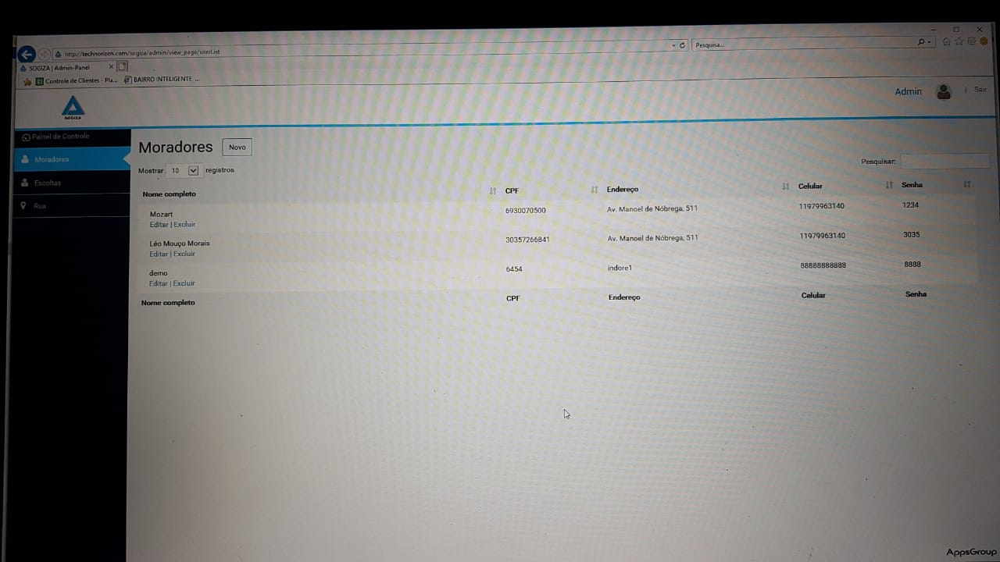 http://technorizen.com/sogiza/admin/view_page/userList
Pesquisa...
SOGIZA | Admin-Panel
Controle de Clientes - Pla...
BAIRRO INTELIGENTE ...
SOGIZA
Admin
| Sair
Painel de Controle
Moradores
Escoltas
Rua
Moradores Novo
Mostrar 10 registros
Pesquisar:
Nome completo CPF Endereço Celular Senha
Mozart 6930070500 Av. Manoel de Nóbrega, 511 11979963140 1234
Editar | Excluir
Léo Mouço Morais 30357266841 Av. Manoel de Nóbrega, 511 11979963140 3035
Editar | Excluir
demo 6454 indore1 88888888888 8888
Editar | Excluir
Nome completo CPF Endereço Celular Senha
AppsGroup